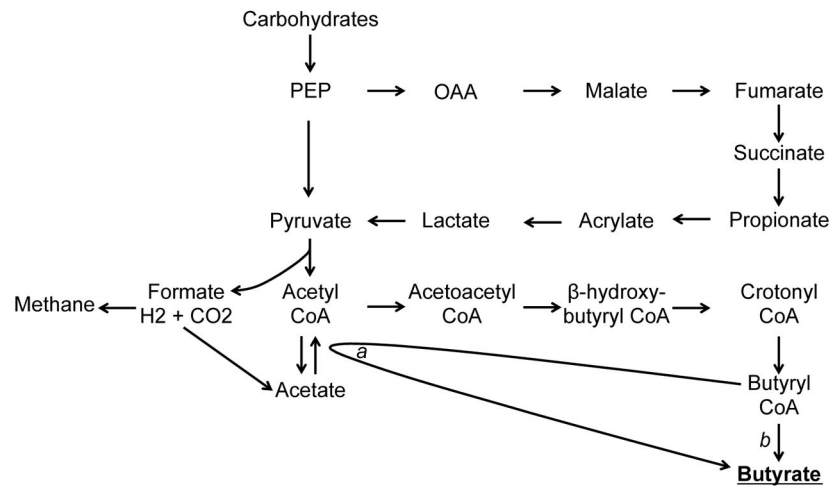 Carbohydrates
PEP OAA Malate Fumarate
Succinate
Pyruvate Lactate Acrylate Propionate
Methane Formate Acetyl Acetoacetyl β-hydroxy- Crotonyl
H2 + CO2 CoA CoA butyryl CoA CoA
a
Acetate Butyryl
CoA
b
Butyrate